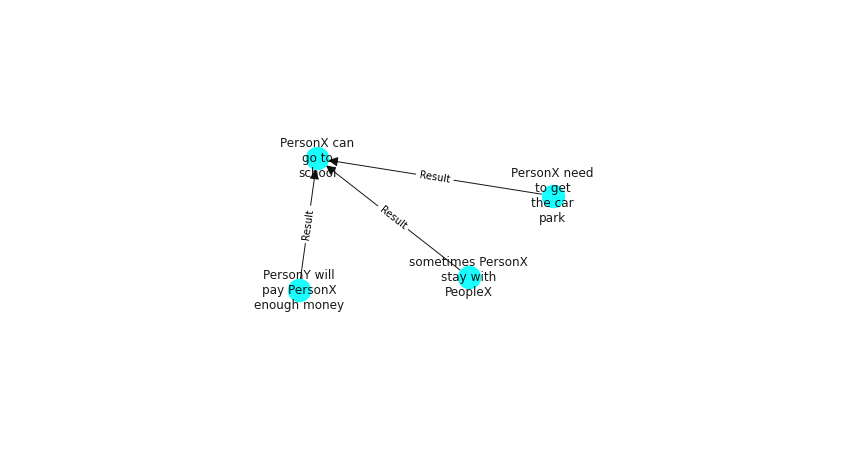 PersonX can
go to
school
Result
PersonX need
to get
the car
park
Result
Result
sometimes PersonX
stay with
PeopleX
PersonY will
pay PersonX
enough money